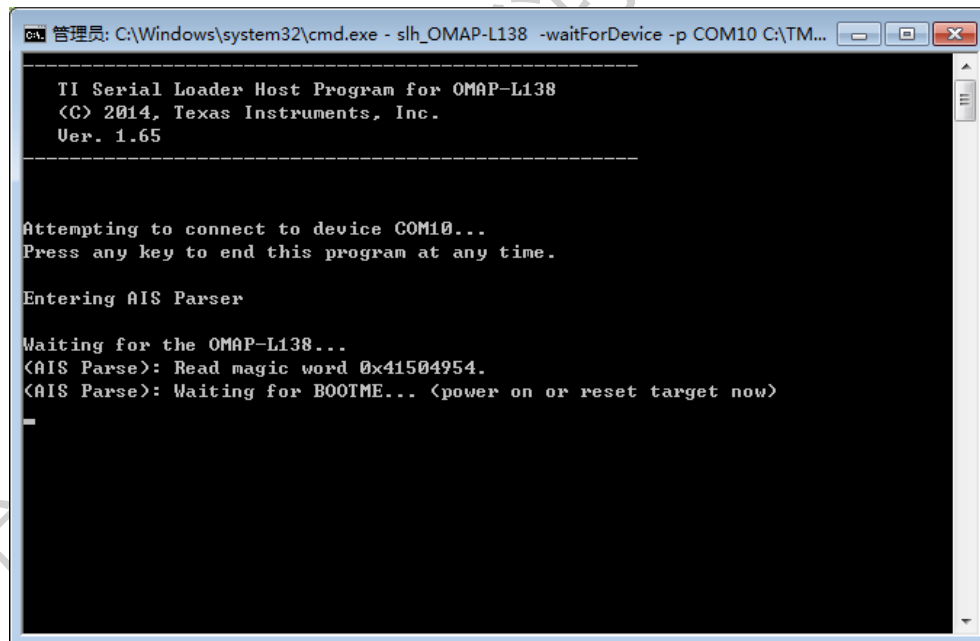 管理员: C:\Windows\system32\cmd.exe - slh_OMAP-L138 -waitForDevice -p COM10 C:\TM...
------------------------------------------------------
TI Serial Loader Host Program for OMAP-L138
(C) 2014, Texas Instruments, Inc.
Ver. 1.65
------------------------------------------------------
Attempting to connect to device COM10...
Press any key to end this program at any time.
Entering AIS Parser
Waiting for the OMAP-L138...
(AIS Parse): Read magic word 0x41504954.
(AIS Parse): Waiting for BOOTME... (power on or reset target now)